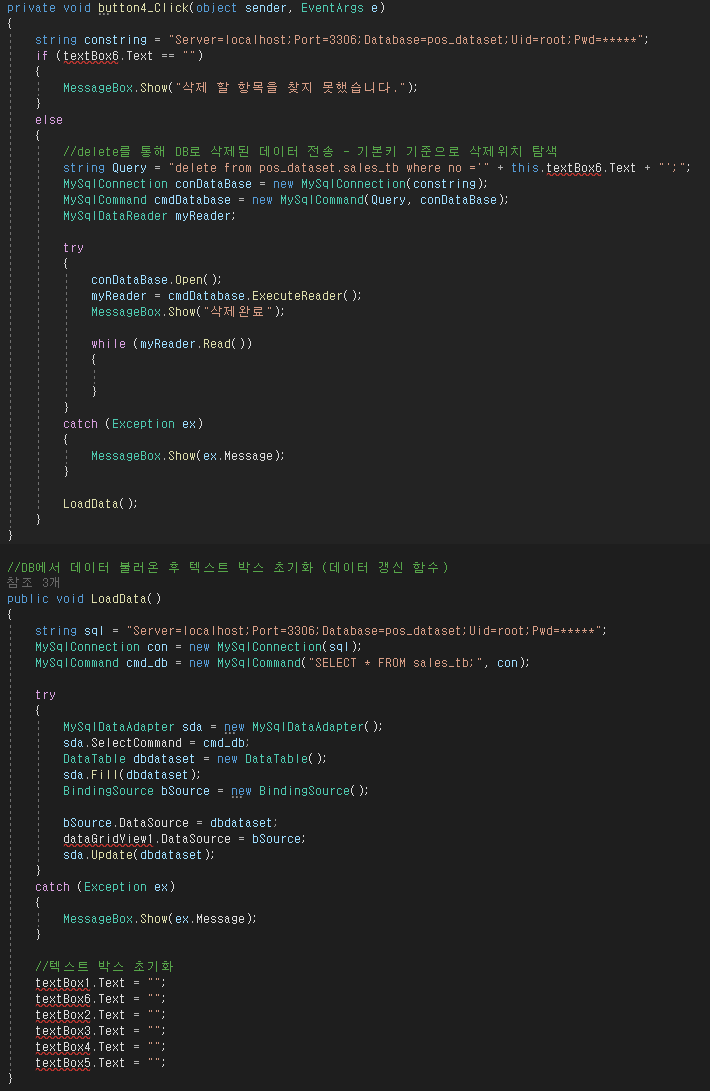 private void button4_Click(object sender, EventArgs e)
{
    string constring = "Server=localhost;Port=3306;Database=pos_dataset;Uid=root;Pwd=*****";
    if (textBox6.Text == "")
    {
        MessageBox.Show("삭제 할 항목을 찾지 못했습니다.");
    }
    else
    {
        //delete를 통해 DB로 삭제된 데이터 전송 - 기본키 기준으로 삭제위치 탐색
        string Query = "delete from pos_dataset.sales_tb where no ='" + this.textBox6.Text + "';";
        MySqlConnection conDataBase = new MySqlConnection(constring);
        MySqlCommand cmdDatabase = new MySqlCommand(Query, conDataBase);
        MySqlDataReader myReader;

        try
        {
            conDataBase.Open();
            myReader = cmdDatabase.ExecuteReader();
            MessageBox.Show("삭제완료");

            while (myReader.Read())
            {

            }
        }
        catch (Exception ex)
        {
            MessageBox.Show(ex.Message);
        }

        LoadData();
    }
}

//DB에서 데이터 불러온 후 텍스트 박스 초기화 (데이터 갱신 함수)
참조 3개
public void LoadData()
{
    string sql = "Server=localhost;Port=3306;Database=pos_dataset;Uid=root;Pwd=*****";
    MySqlConnection con = new MySqlConnection(sql);
    MySqlCommand cmd_db = new MySqlCommand("SELECT * FROM sales_tb;", con);

    try
    {
        MySqlDataAdapter sda = new MySqlDataAdapter();
        sda.SelectCommand = cmd_db;
        DataTable dbdataset = new DataTable();
        sda.Fill(dbdataset);
        BindingSource bSource = new BindingSource();

        bSource.DataSource = dbdataset;
        dataGridView1.DataSource = bSource;
        sda.Update(dbdataset);
    }
    catch (Exception ex)
    {
        MessageBox.Show(ex.Message);
    }

    //텍스트 박스 초기화
    textBox1.Text = "";
    textBox6.Text = "";
    textBox2.Text = "";
    textBox3.Text = "";
    textBox4.Text = "";
    textBox5.Text = "";
}